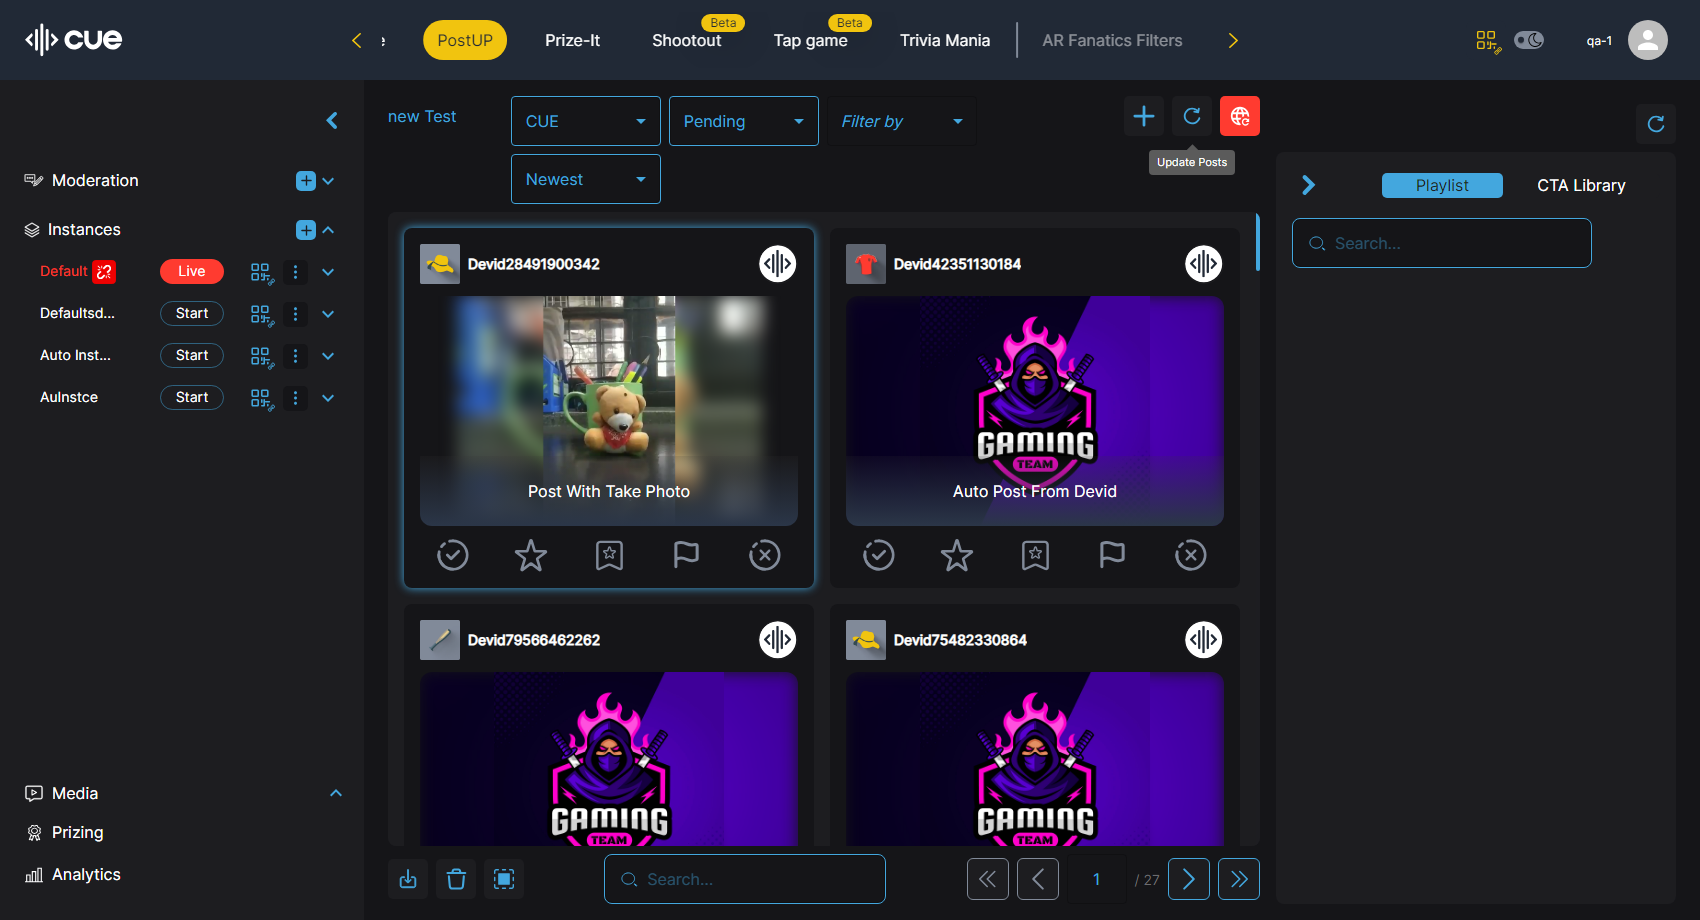 cue
e
PostUP
Prize-It
Beta
Shootout
Beta
Tap game
Trivia Mania
AR Fanatics Filters
qa-1
Moderation
Instances
Default
Live
Defaultsd...
Start
Auto Inst...
Start
AuInstce
Start
Media
Prizing
Analytics
new Test
CUE
Pending
Filter by
Newest
Update Posts
Devid28491900342
Post With Take Photo
Devid42351130184
GAMING
TEAM
Auto Post From Devid
Devid79566462262
GAMING
TEAM
Devid75482330864
GAMING
TEAM
Search...
1
/ 27
Playlist
CTA Library
Search...